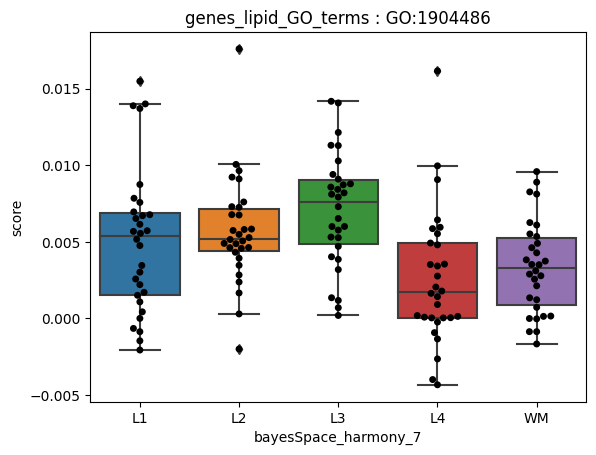 genes_lipid_GO_terms : GO:1904486
score
0.015
0.010
0.005
0.000
−0.005
L1 L2 L3 L4 WM
bayesSpace_harmony_7